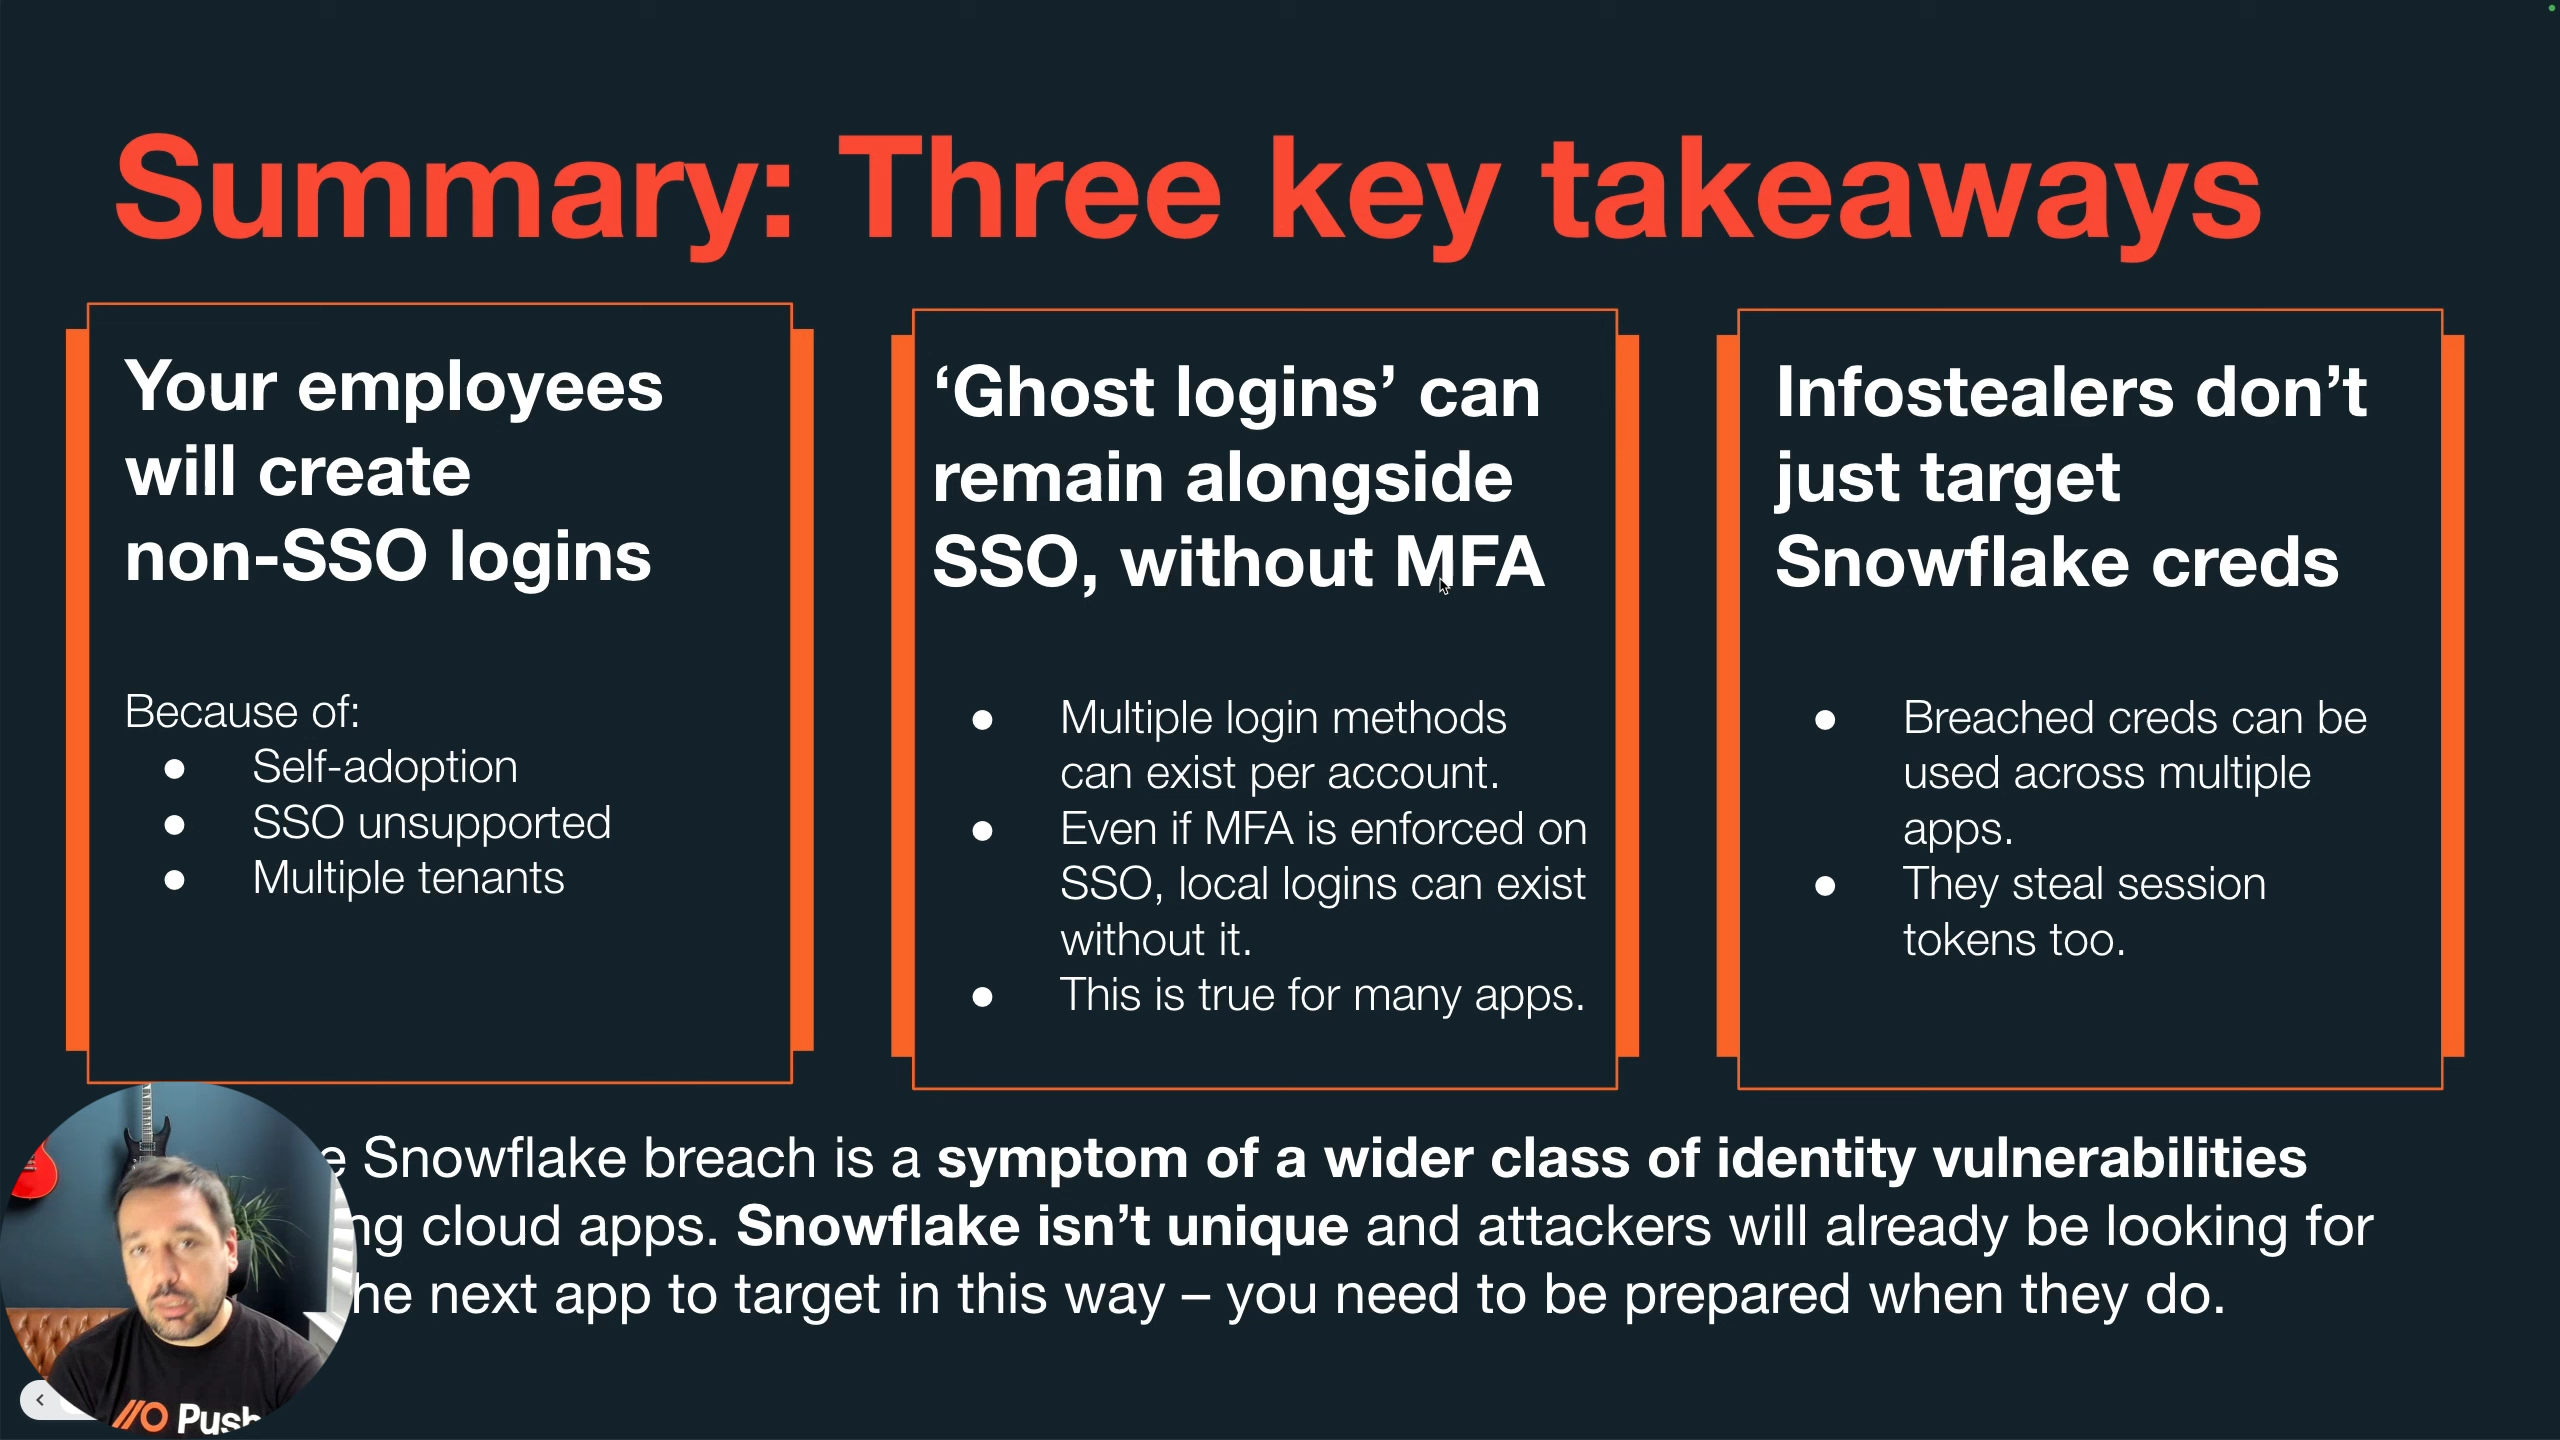 Summary: Three key takeaways
Your employees
will create
non-SSO logins
Because of:
● Self-adoption
● SSO unsupported
● Multiple tenants
‘Ghost logins’ can
remain alongside
SSO, without MFA
● Multiple login methods
can exist per account.
● Even if MFA is enforced on
SSO, local logins can exist
without it.
● This is true for many apps.
Infostealers don’t
just target
Snowflake creds
● Breached creds can be
used across multiple
apps.
● They steal session
tokens too.
Snowflake breach is a symptom of a wider class of identity vulnerabilities
cloud apps. Snowflake isn’t unique and attackers will already be looking for
next app to target in this way – you need to be prepared when they do.
Push